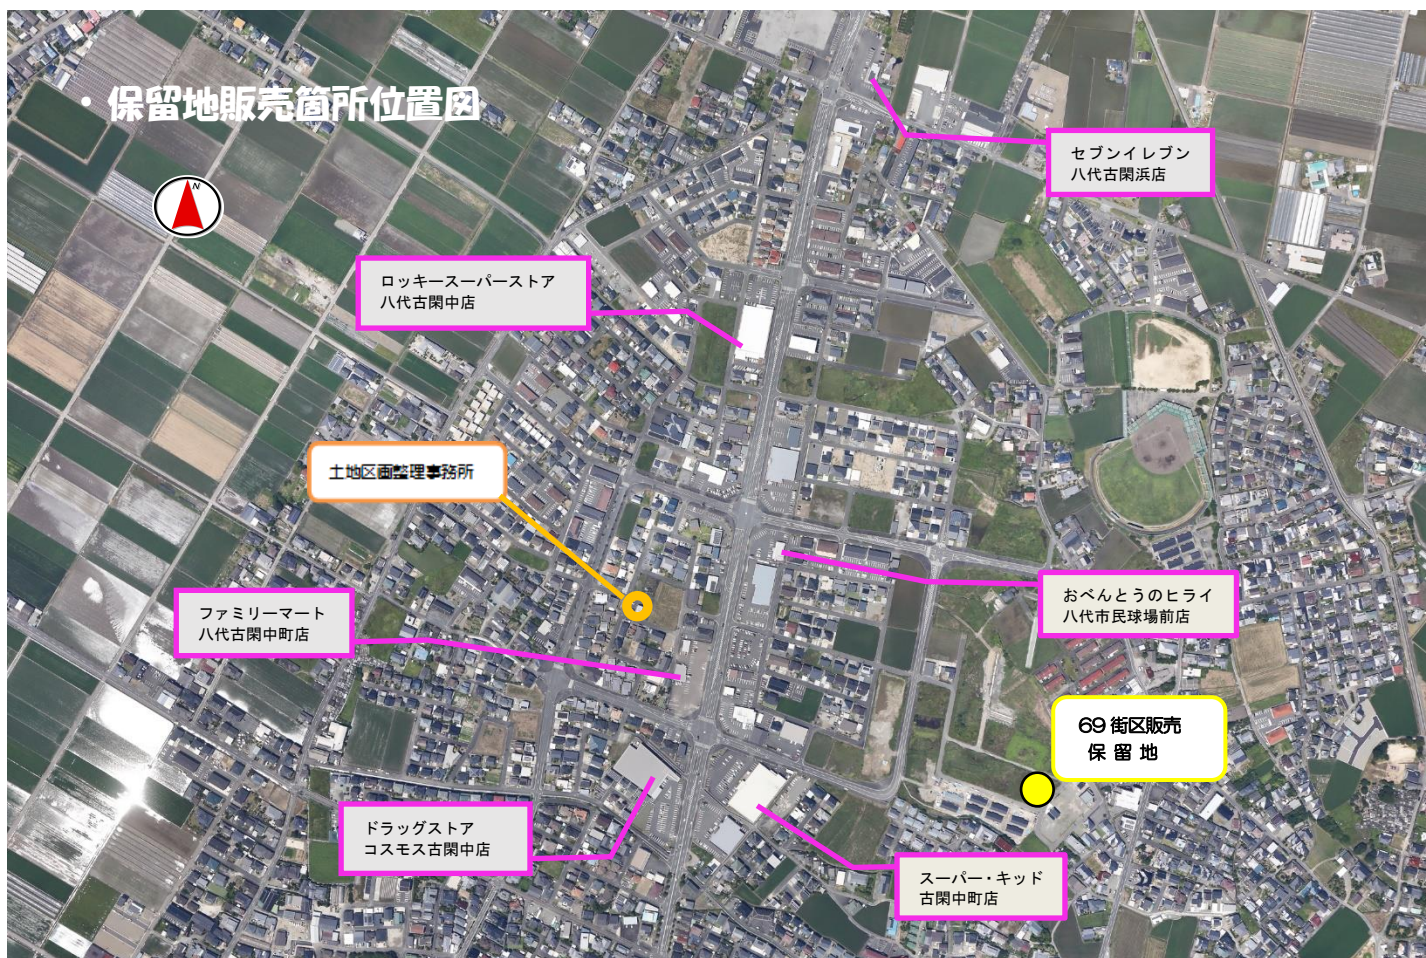 ・保留地販売箇所位置図
N
セブンイレブン
八代古閑浜店
ロッキースーパーストア
八代古閑中店
土地区画整理事務所
おべんとうのヒライ
八代市民球場前店
ファミリーマート
八代古閑中町店
69街区販売
保 留 地
ドラッグストア
コスモス古閑中店
スーパー・キッド
古閑中町店